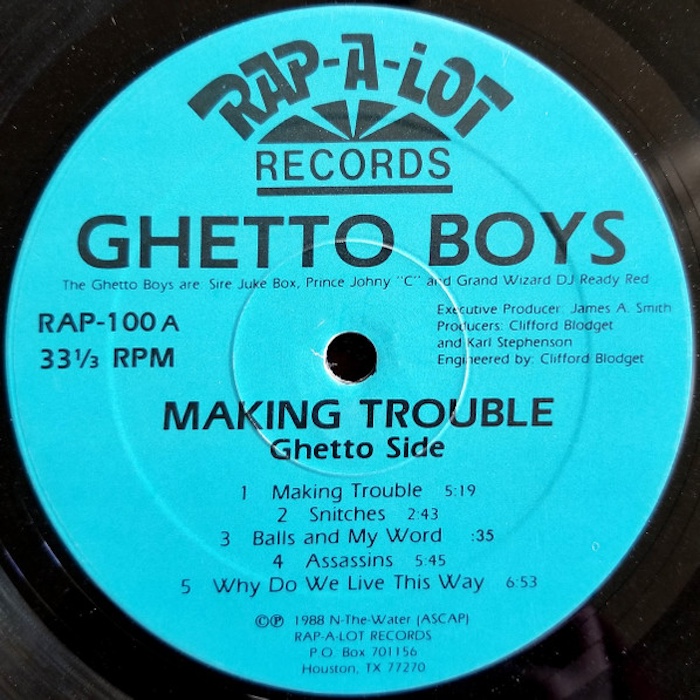 RAP-A-LOT
RECORDS
GHETTO BOYS
The Ghetto Boys are: Sire Juke Box, Prince Johny "C" and Grand Wizard DJ Ready Red
RAP-100 A
33 1/3 RPM
Executive Producer: James A. Smith
Producers: Clifford Blodget
and Karl Stephenson
Engineered by: Clifford Blodget
MAKING TROUBLE
Ghetto Side
1 Making Trouble 5:19
2 Snitches 2:43
3 Balls and My Word :35
4 Assassins 5:45
5 Why Do We Live This Way 6:53
©℗ 1988 N-The-Water (ASCAP)
RAP-A-LOT RECORDS
P.O. Box 701156
Houston, TX 77270